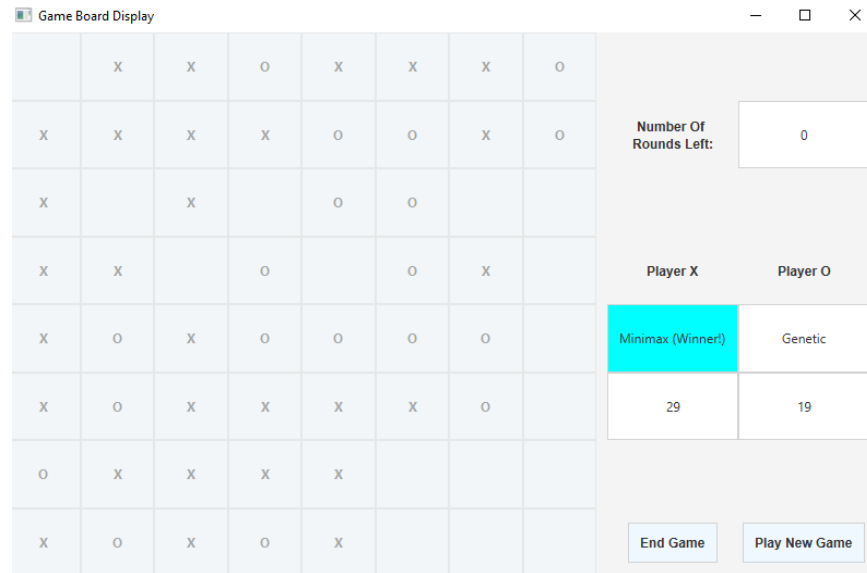 Game Board Display
X X O X X X O
X X X X O O X O
X X O O
X X O O X
X O X O O O O
X O X X X X O
O X X X X
X O X O X
Number Of
Rounds Left:
0
Player X Player O
Minimax (Winner!) Genetic
29 19
End Game Play New Game